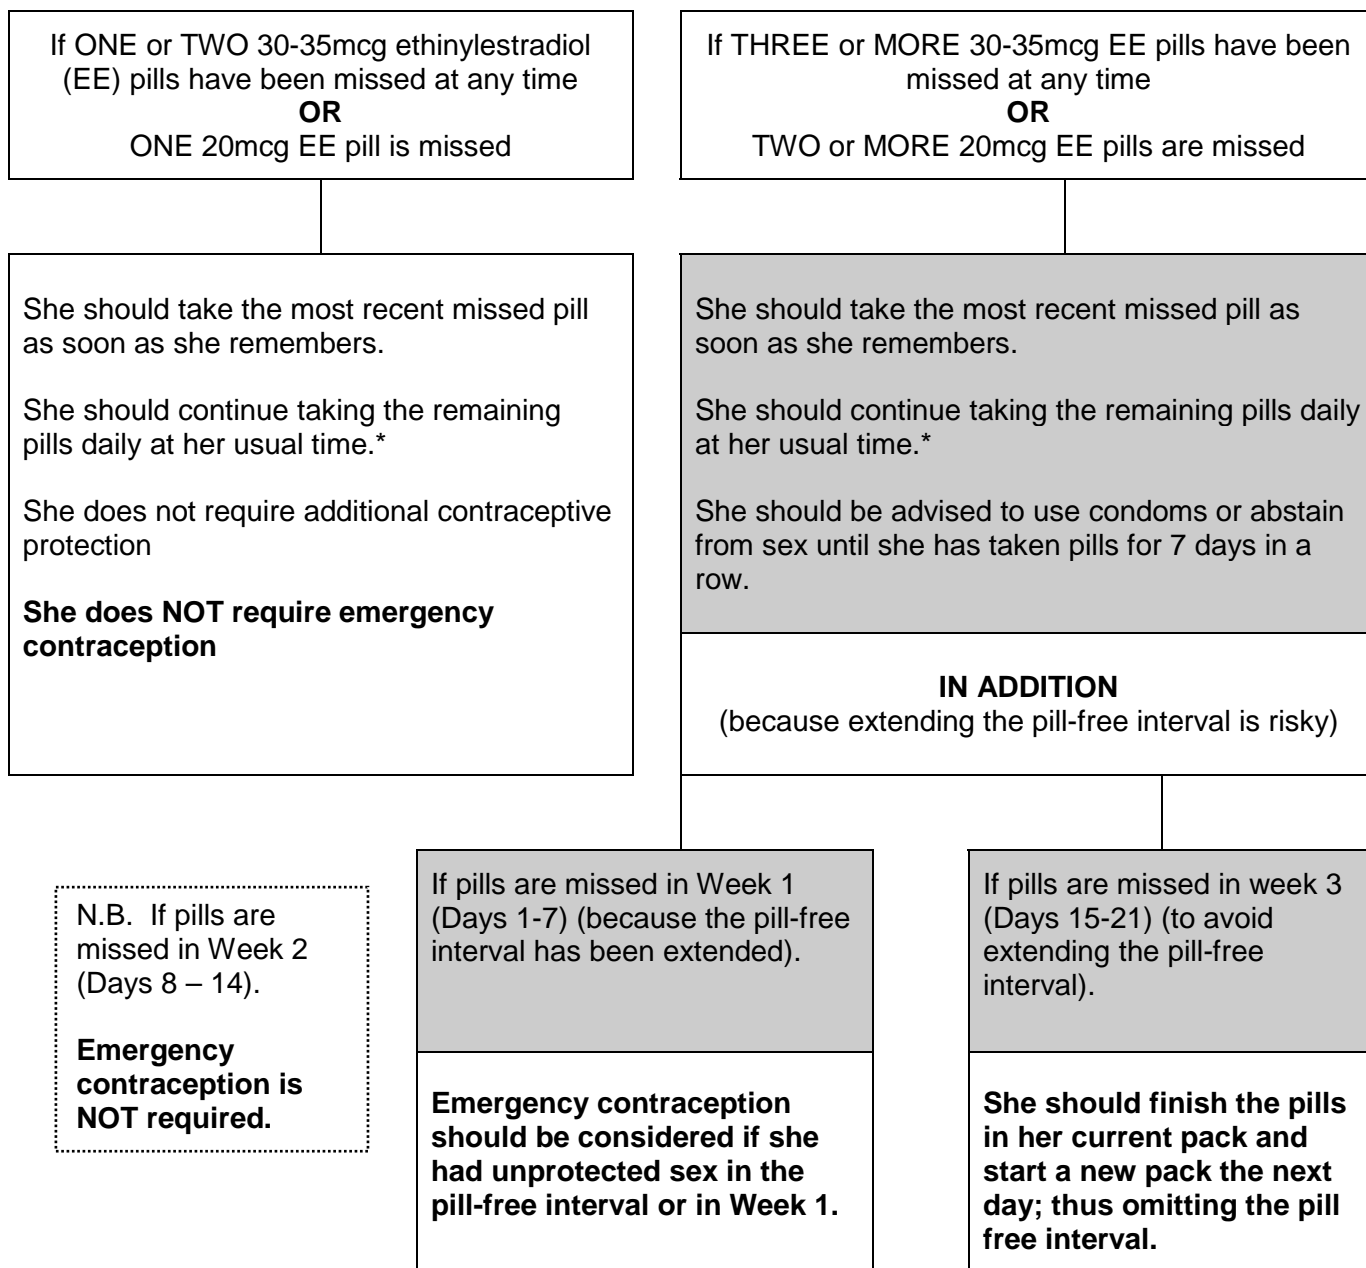 If ONE or TWO 30-35mcg ethinylestradiol
(EE) pills have been missed at any time
OR
ONE 20mcg EE pill is missed
If THREE or MORE 30-35mcg EE pills have been
missed at any time
OR
TWO or MORE 20mcg EE pills are missed
She should take the most recent missed pill
as soon as she remembers.
She should continue taking the remaining
pills daily at her usual time.*
She does not require additional contraceptive
protection
She does NOT require emergency
contraception
She should take the most recent missed pill as
soon as she remembers.
She should continue taking the remaining pills daily
at her usual time.*
She should be advised to use condoms or abstain
from sex until she has taken pills for 7 days in a
row.
IN ADDITION
(because extending the pill-free interval is risky)
N.B. If pills are
missed in Week 2
(Days 8 – 14).
Emergency
contraception is
NOT required.
If pills are missed in Week 1
(Days 1-7) (because the pill-free
interval has been extended).
Emergency contraception
should be considered if she
had unprotected sex in the
pill-free interval or in Week 1.
If pills are missed in week 3
(Days 15-21) (to avoid
extending the pill-free
interval).
She should finish the pills
in her current pack and
start a new pack the next
day; thus omitting the pill
free interval.